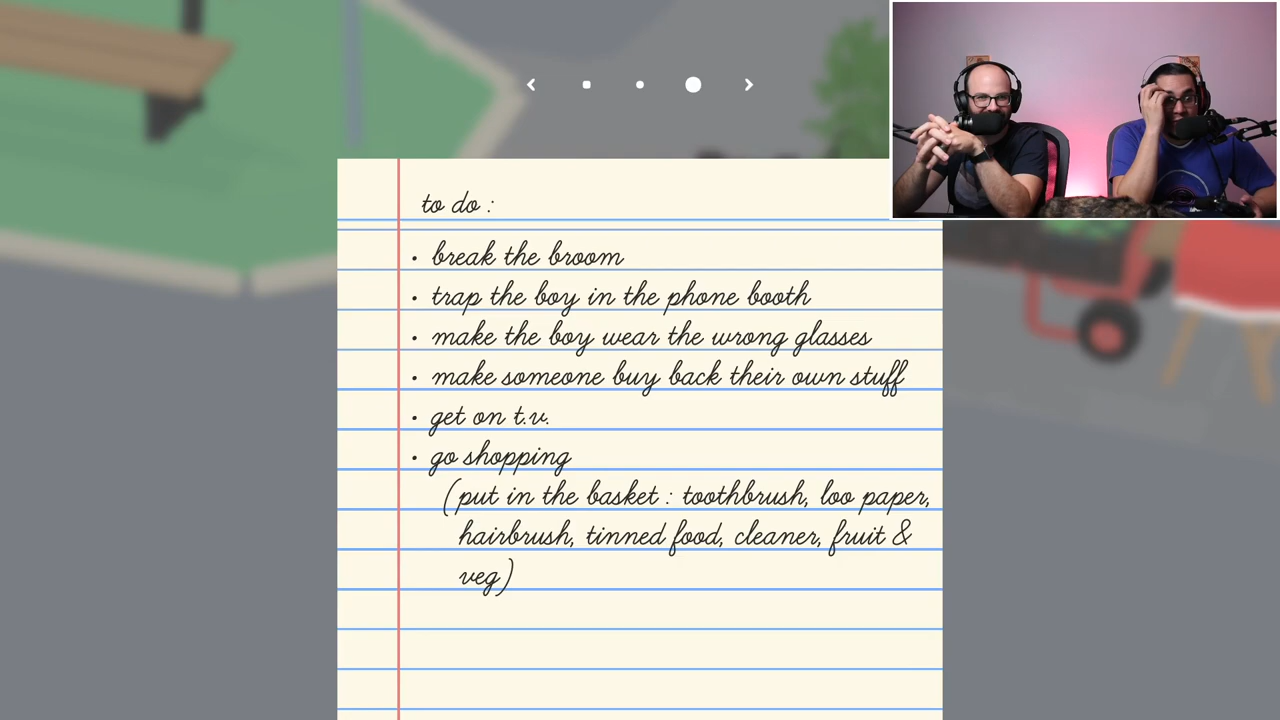 to do :
• break the broom
• trap the boy in the phone booth
• make the boy wear the wrong glasses
• make someone buy back their own stuff
• get on t.v.
• go shopping
(put in the basket : toothbrush, loo paper,
hairbrush, tinned food, cleaner, fruit &
veg)